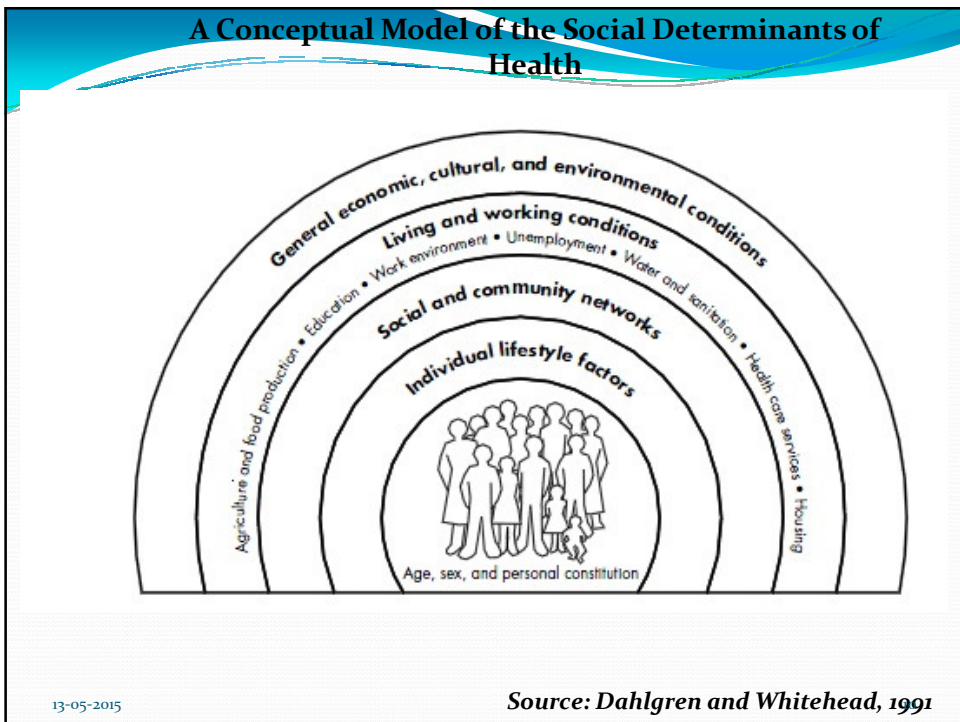 A Conceptual Model of the Social Determinants of
Health
General economic, cultural, and environmental conditions
Living and working conditions
Agriculture and food production • Education • Work environment • Unemployment • Water and sanitation • Health care services • Housing
Social and community networks
Individual lifestyle factors
Age, sex, and personal constitution
13-05-2015
Source: Dahlgren and Whitehead, 1991